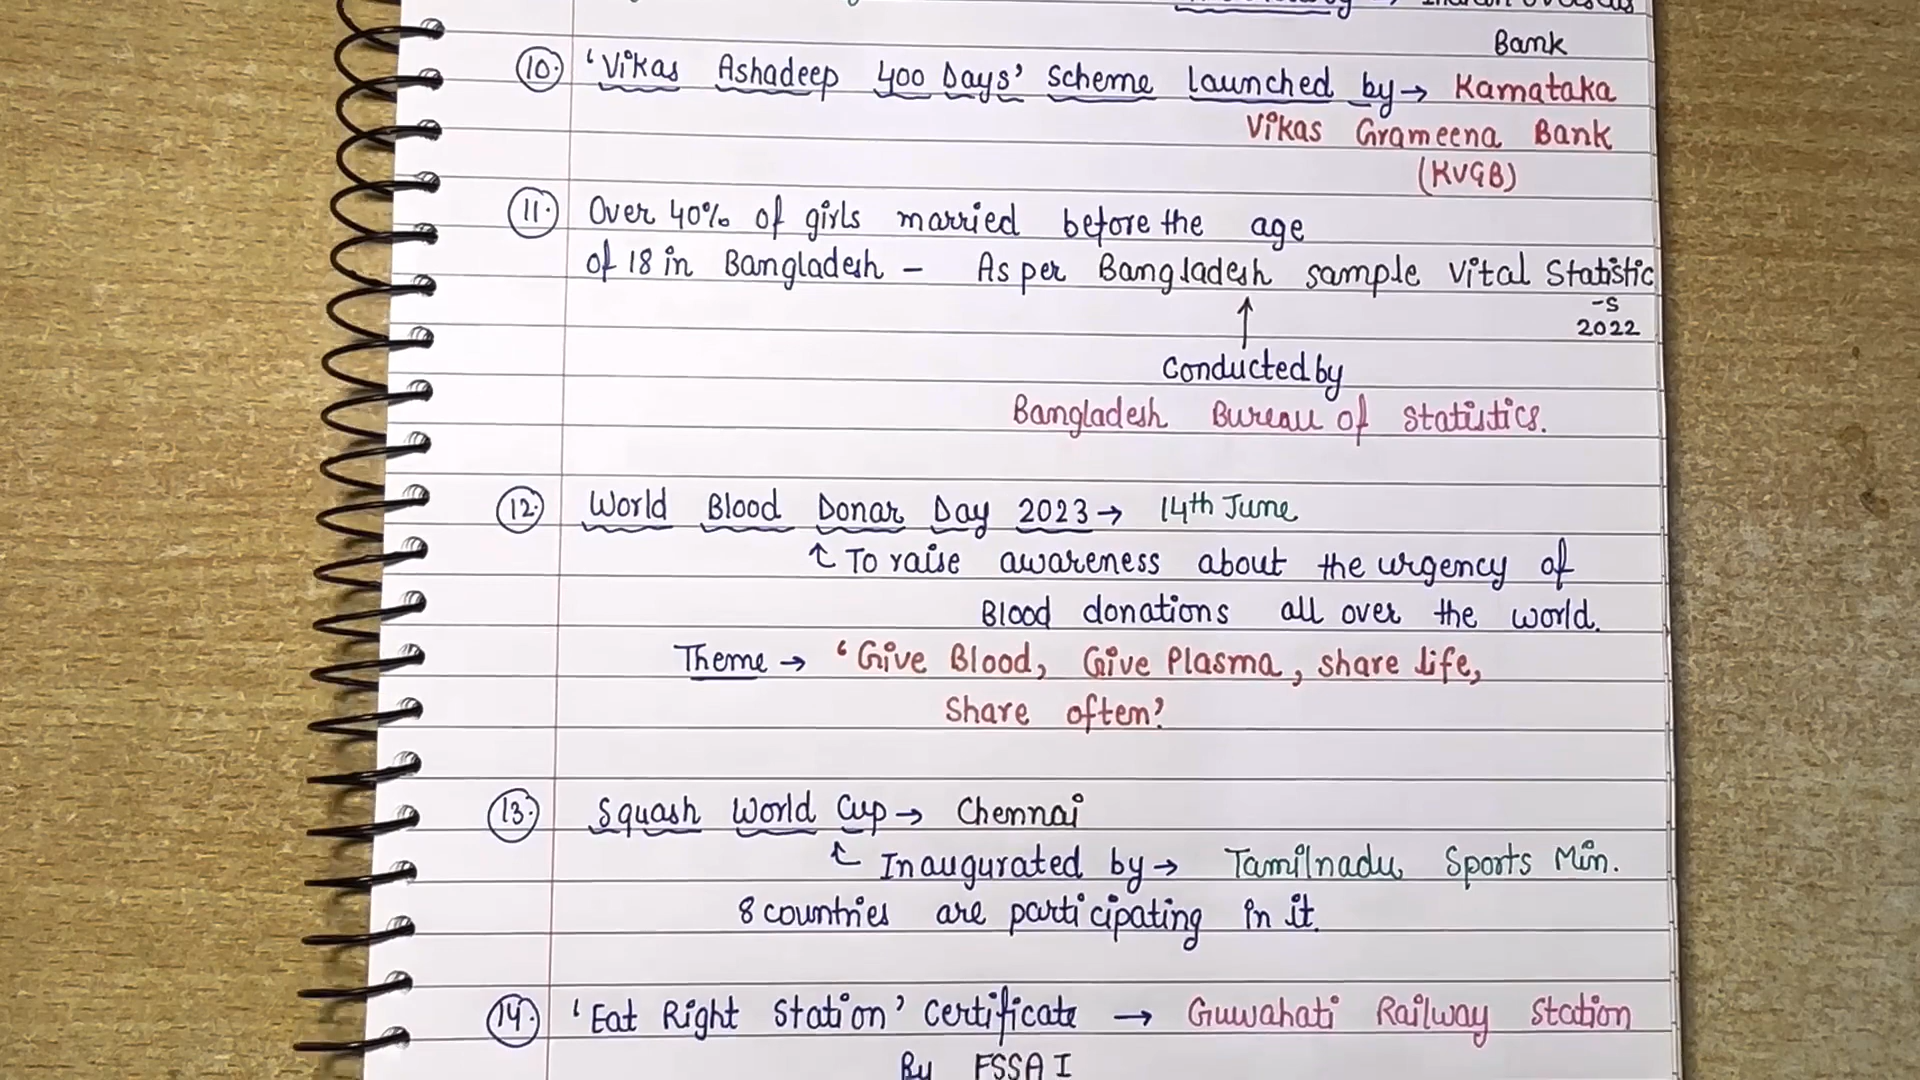 Bank
10. 'Vikas Ashadeep 400 Days' Scheme launched by → Karnataka
Vikas Grameena Bank
(KVGB)
11. Over 40% of girls married before the age
of 18 in Bangladesh - As per Bangladesh sample Vital Statistic
-s
2022
↑
Conducted by
Bangladesh Bureau of Statistics.
12. World Blood Donar Day 2023 → 14th June
To raise awareness about the urgency of
Blood donations all over the world.
Theme → 'Give Blood, Give Plasma, share life,
Share often'
13. Squash World Cup → Chennai
Inaugurated by → Tamilnadu Sports Min.
8 countries are participating in it.
14. 'Eat Right Station' Certificate → Guwahati Railway Station
By FSSAI